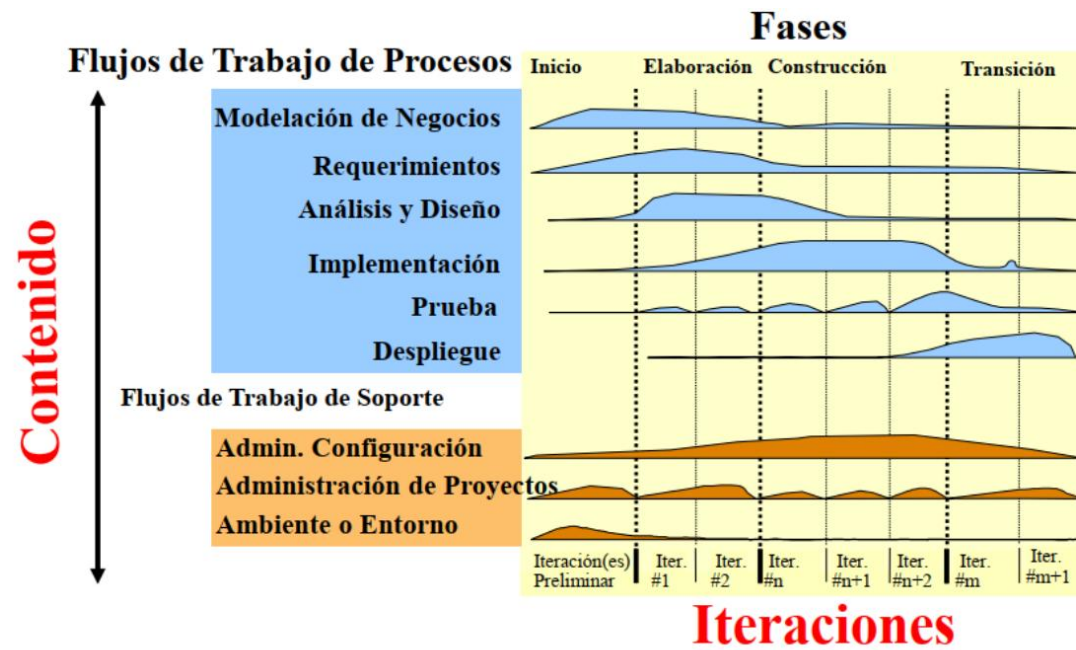 Fases
Flujos de Trabajo de Procesos
Inicio Elaboración Construcción Transición
Modelación de Negocios
Requerimientos
Análisis y Diseño
Implementación
Prueba
Despliegue
Flujos de Trabajo de Soporte
Admin. Configuración
Administración de Proyectos
Ambiente o Entorno
Contenido
Iteración(es) Iter. Iter. Iter. Iter. Iter. Iter. Iter.
Preliminar #1 #2 #n #n+1 #n+2 #m #m+1
Iteraciones